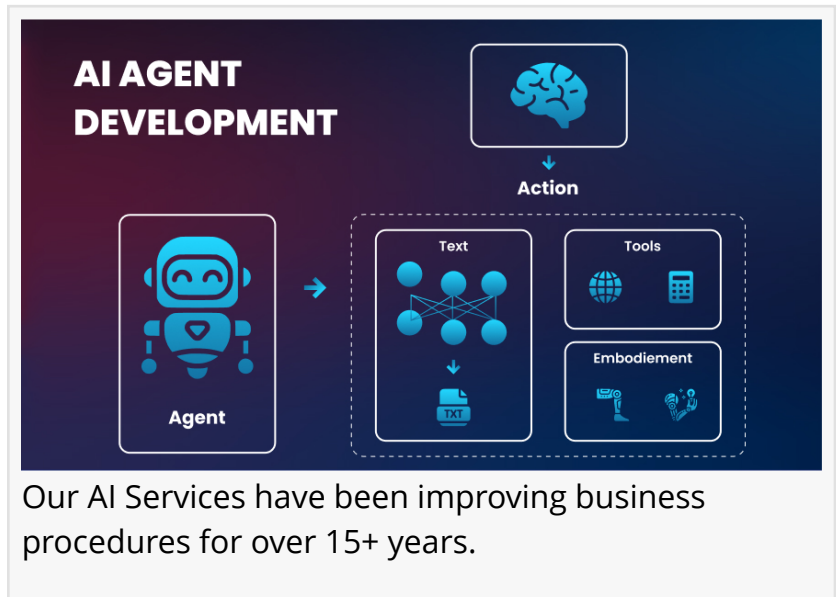 AI AGENT
DEVELOPMENT
Action
Agent
Text
TXT
Tools
Embodiement
Our AI Services have been improving business
procedures for over 15+ years.